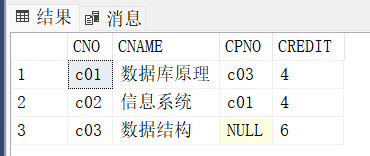 结果 消息
CNO CNAME CPNO CREDIT
1 c01 数据库原理 c03 4
2 c02 信息系统 c01 4
3 c03 数据结构 NULL 6